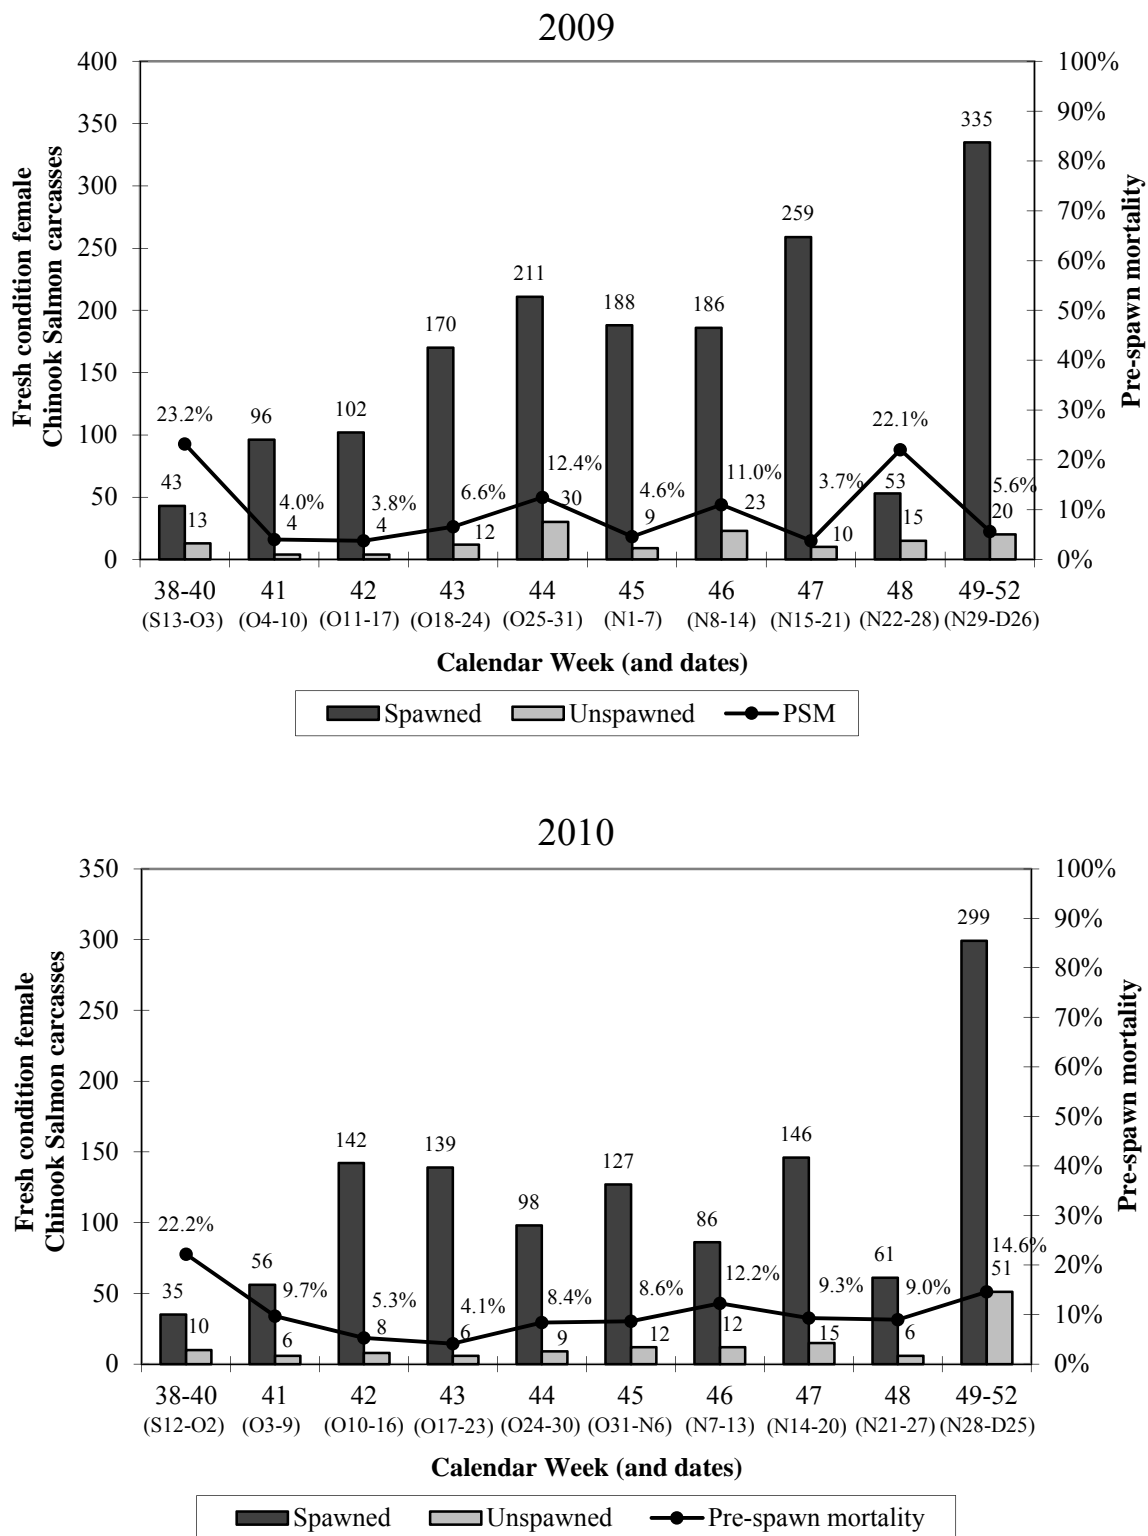 2009
400
350
300
250
200
150
100
50
0
100%
90%
80%
70%
60%
50%
40%
30%
20%
10%
0%
Fresh condition female
Chinook Salmon carcasses
Pre-spawn mortality
43 96 102 170 211 188 186 259 53 335
13 4 4 12 30 9 23 10 15 20
23.2% 4.0% 3.8% 6.6% 12.4% 4.6% 11.0% 3.7% 22.1% 5.6%
38-40 41 42 43 44 45 46 47 48 49-52
(S13-O3) (O4-10) (O11-17) (O18-24) (O25-31) (N1-7) (N8-14) (N15-21) (N22-28) (N29-D26)
Calendar Week (and dates)
Spawned Unspawned PSM
2010
350
300
250
200
150
100
50
0
100%
90%
80%
70%
60%
50%
40%
30%
20%
10%
0%
Fresh condition female
Chinook Salmon carcasses
Pre-spawn mortality
35 56 142 139 98 127 86 146 61 299
10 6 8 6 9 12 12 15 6 51
22.2% 9.7% 5.3% 4.1% 8.4% 8.6% 12.2% 9.3% 9.0% 14.6%
38-40 41 42 43 44 45 46 47 48 49-52
(S12-O2) (O3-9) (O10-16) (O17-23) (O24-30) (O31-N6) (N7-13) (N14-20) (N21-27) (N28-D25)
Calendar Week (and dates)
Spawned Unspawned Pre-spawn mortality